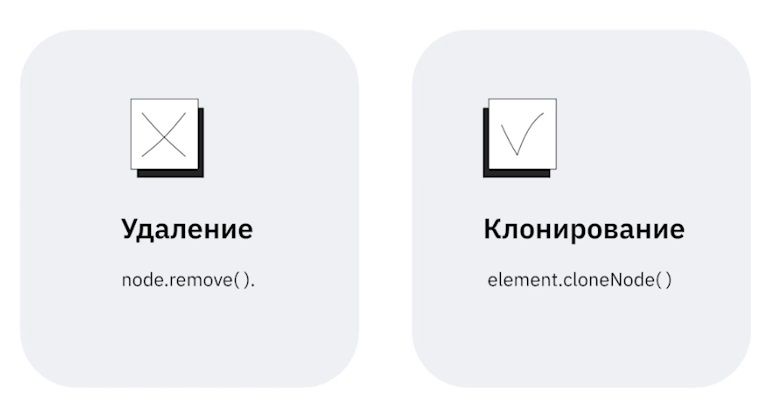 Удаление
node.remove( ).
Клонирование
element.cloneNode( )